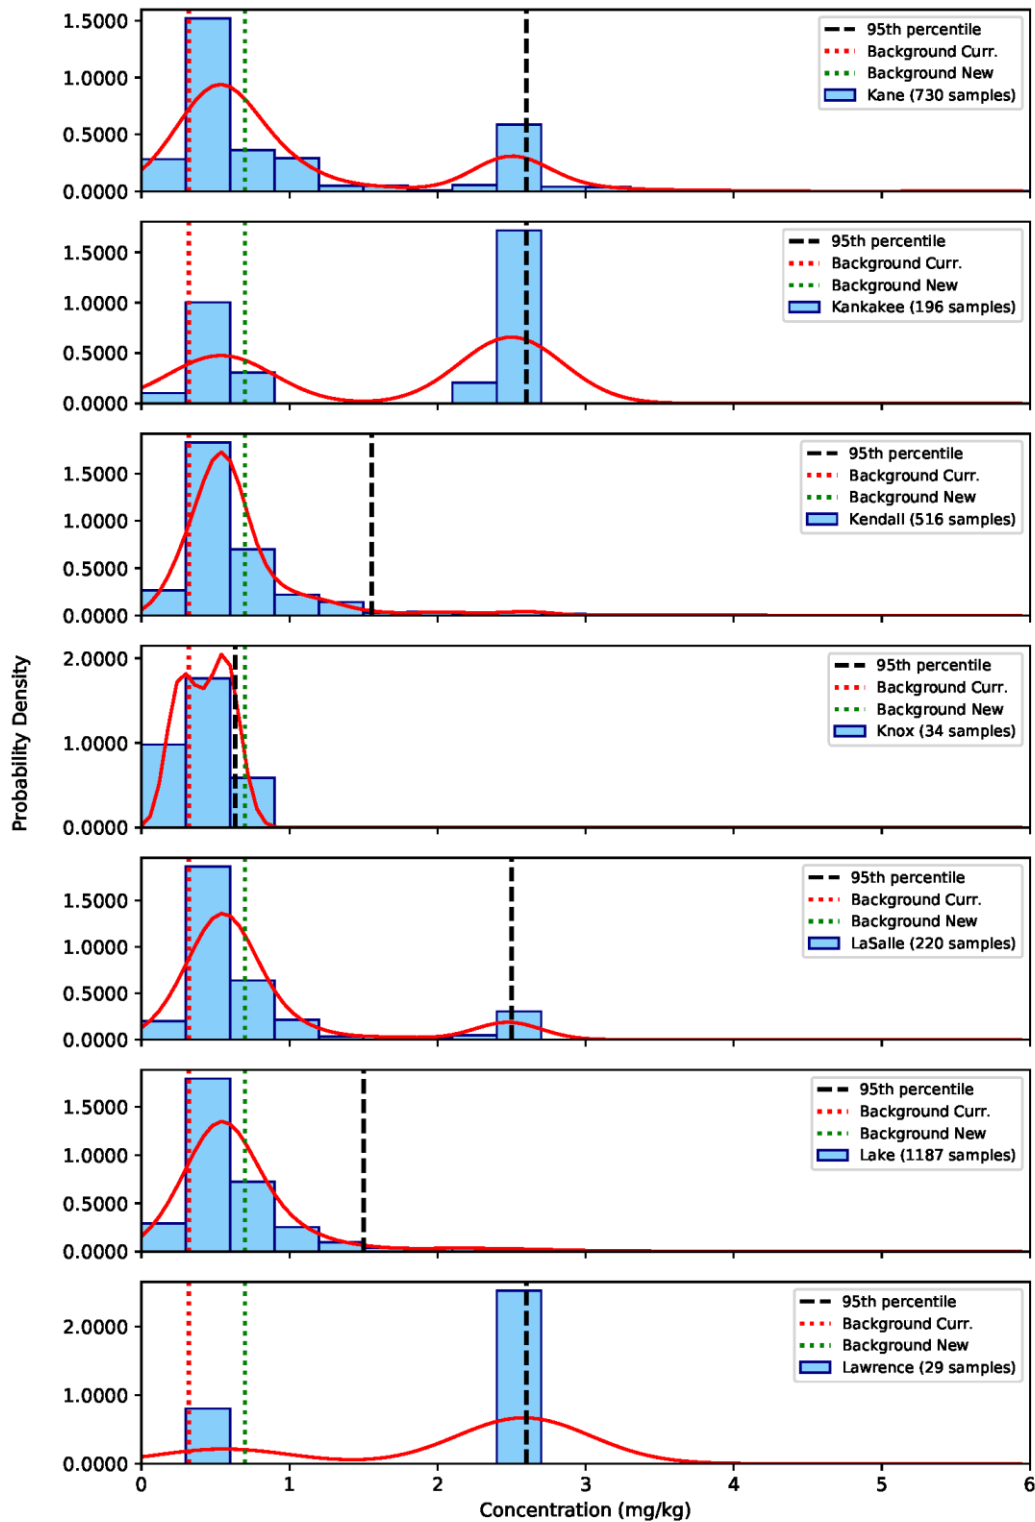 1.5000
1.0000
0.5000
0.0000
95th percentile
Background Curr.
Background New
Kane (730 samples)
1.5000
1.0000
0.5000
0.0000
95th percentile
Background Curr.
Background New
Kankakee (196 samples)
1.5000
1.0000
0.5000
0.0000
95th percentile
Background Curr.
Background New
Kendall (516 samples)
Probability Density
2.0000
1.0000
0.0000
95th percentile
Background Curr.
Background New
Knox (34 samples)
1.5000
1.0000
0.5000
0.0000
95th percentile
Background Curr.
Background New
LaSalle (220 samples)
1.5000
1.0000
0.5000
0.0000
95th percentile
Background Curr.
Background New
Lake (1187 samples)
2.0000
1.0000
0.0000
95th percentile
Background Curr.
Background New
Lawrence (29 samples)
0 1 2 3 4 5 6
Concentration (mg/kg)